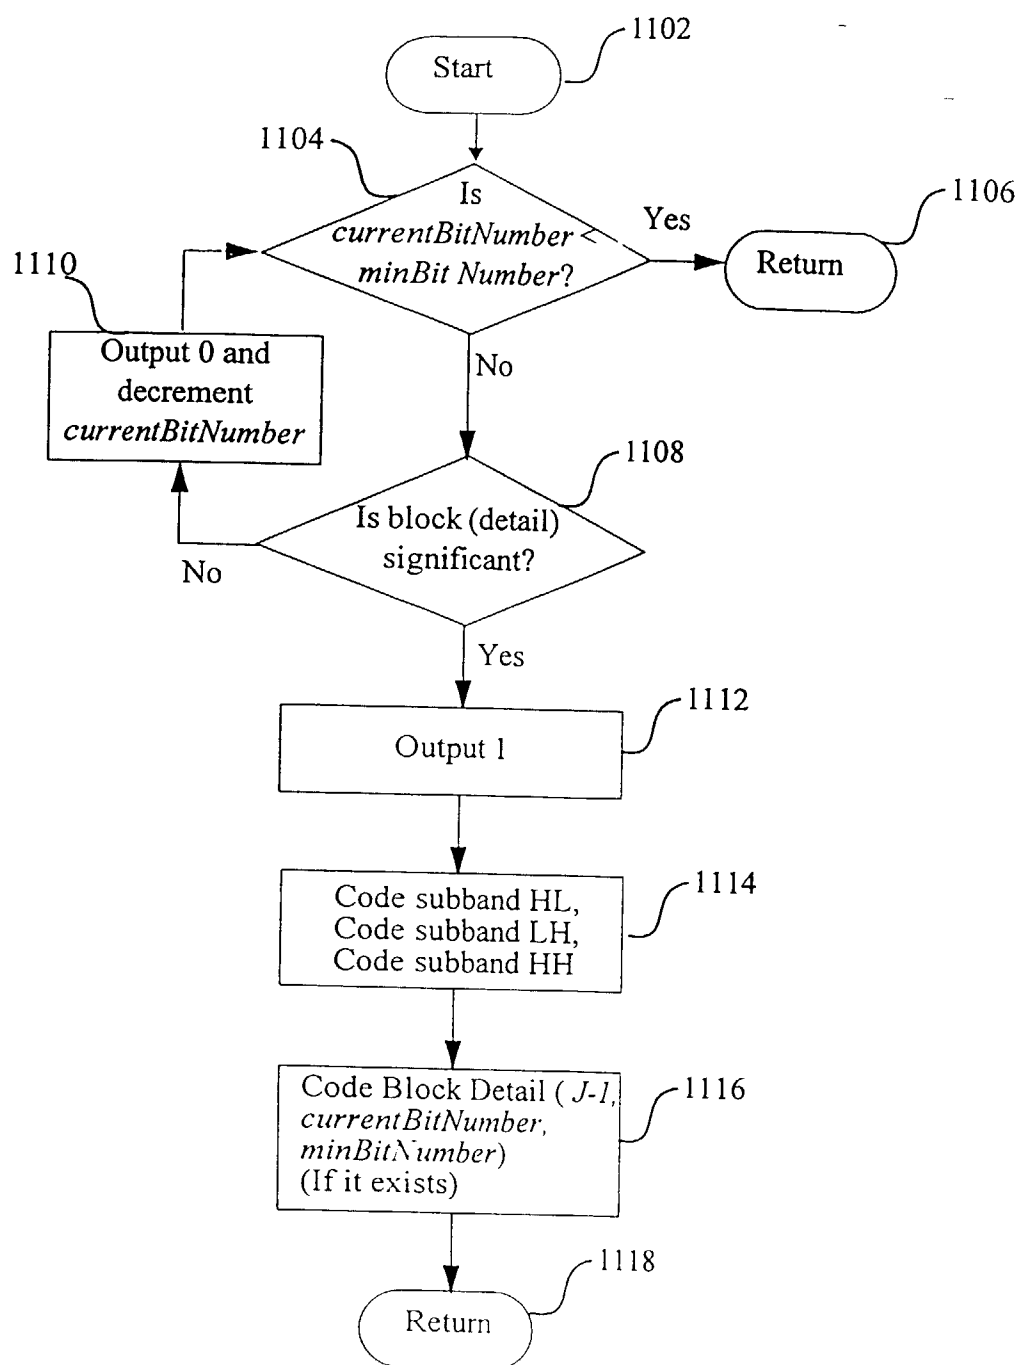 1102
Start
1104
Is
currentBitNumber <
minBit Number?
Yes
1106
Return
1110
Output 0 and
decrement
currentBitNumber
No
1108
Is block (detail)
significant?
No
Yes
1112
Output 1
1114
Code subband HL,
Code subband LH,
Code subband HH
1116
Code Block Detail ( J-1,
currentBitNumber,
minBitNumber)
(If it exists)
1118
Return